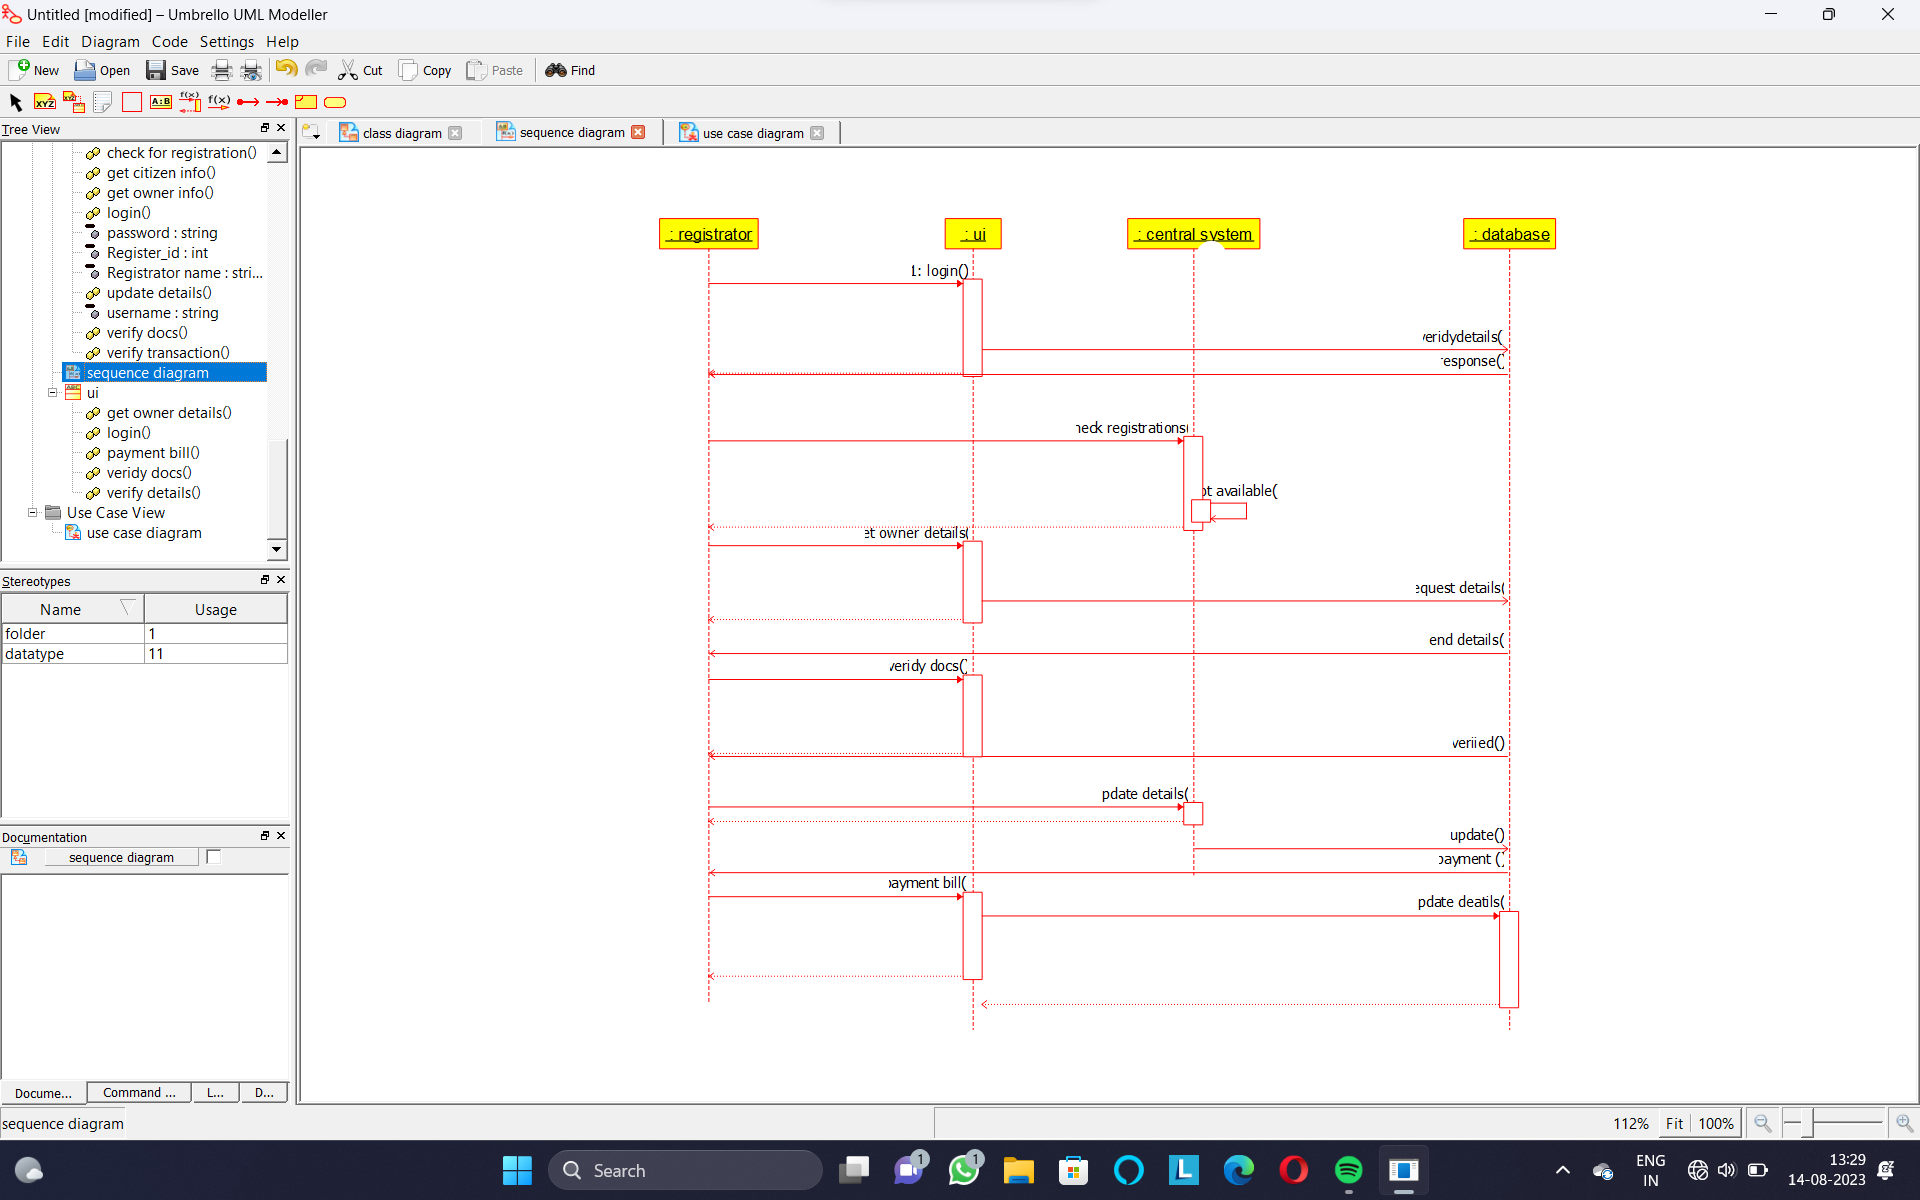 Untitled [modified] – Umbrello UML Modeller
File Edit Diagram Code Settings Help
New Open Save Cut Copy Paste Find
XYZ XYZ A:B f(x) f(x)
Tree View
class diagram sequence diagram use case diagram
check for registration()
get citizen info()
get owner info()
login()
password : string
Register_id : int
Registrator name : stri...
update details()
username : string
verify docs()
verify transaction()
sequence diagram
ui
get owner details()
login()
payment bill()
veridy docs()
verify details()
Use Case View
use case diagram
Stereotypes
Name Usage
folder 1
datatype 11
Documentation
sequence diagram
Docume... Command ... L... D...
: registrator : ui : central system : database
1: login()
veridydetails(
esponse()
heck registrations(
ot available(
et owner details(
equest details(
end details(
veridy docs()
veriied()
pdate details(
update()
payment ()
payment bill(
pdate deatils(
sequence diagram
112% Fit 100%
Search
1 1
L
ENG
IN
13:29
14-08-2023